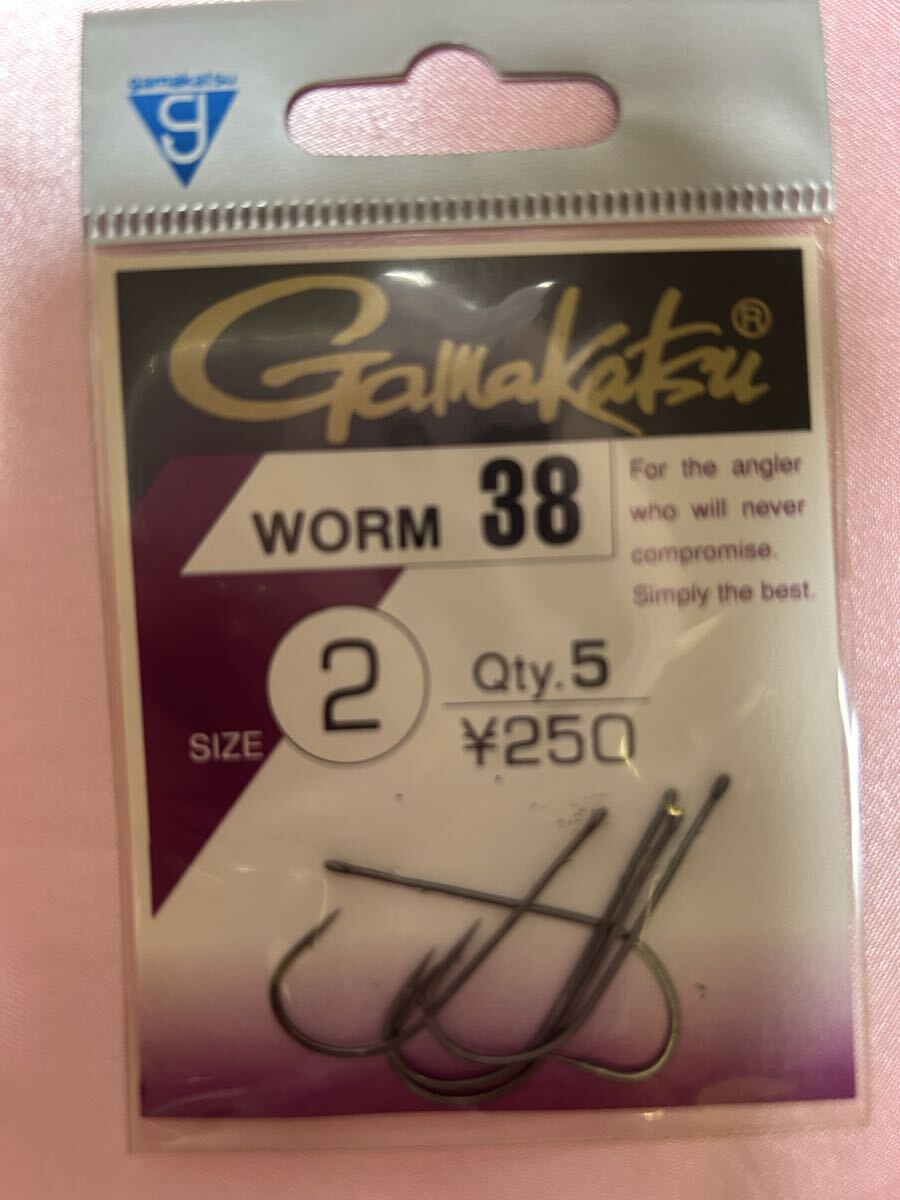 gamakatsu
g
Gamakatsu®
WORM 38
For the angler
who will never
compromise.
Simply the best.
SIZE 2
Qty.5
¥250